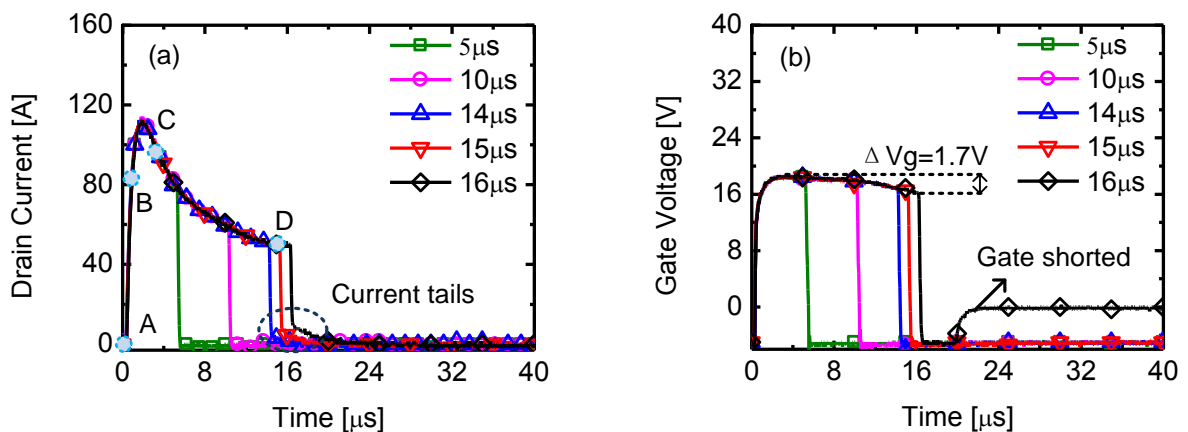 (a)
160
120
80
40
0
Drain Current [A]
0 8 16 24 32 40
Time [μs]
5μs
10μs
14μs
15μs
16μs
C
B
D
A
Current tails
(b)
40
32
24
16
8
0
Gate Voltage [V]
0 8 16 24 32 40
Time [μs]
5μs
10μs
14μs
15μs
16μs
Δ Vg=1.7V
Gate shorted